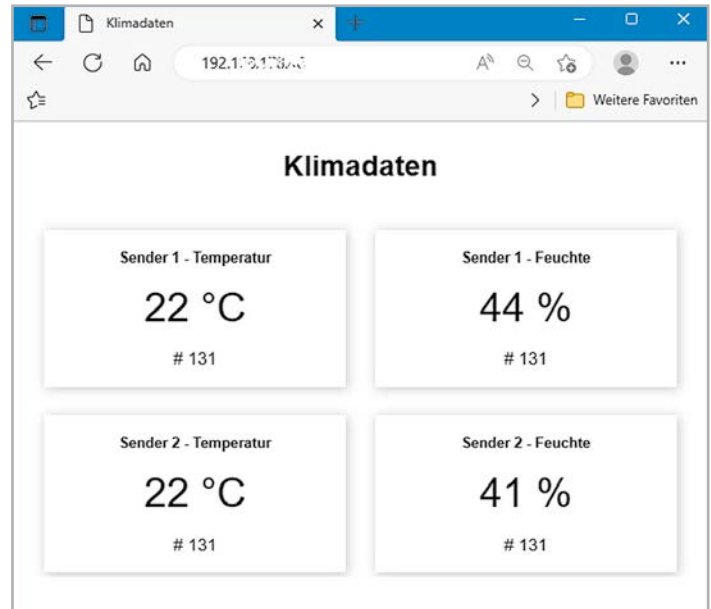 Klimadaten
Weitere Favoriten
Klimadaten
Sender 1 - Temperatur
22 °C
# 131
Sender 1 - Feuchte
44 %
# 131
Sender 2 - Temperatur
22 °C
# 131
Sender 2 - Feuchte
41 %
# 131